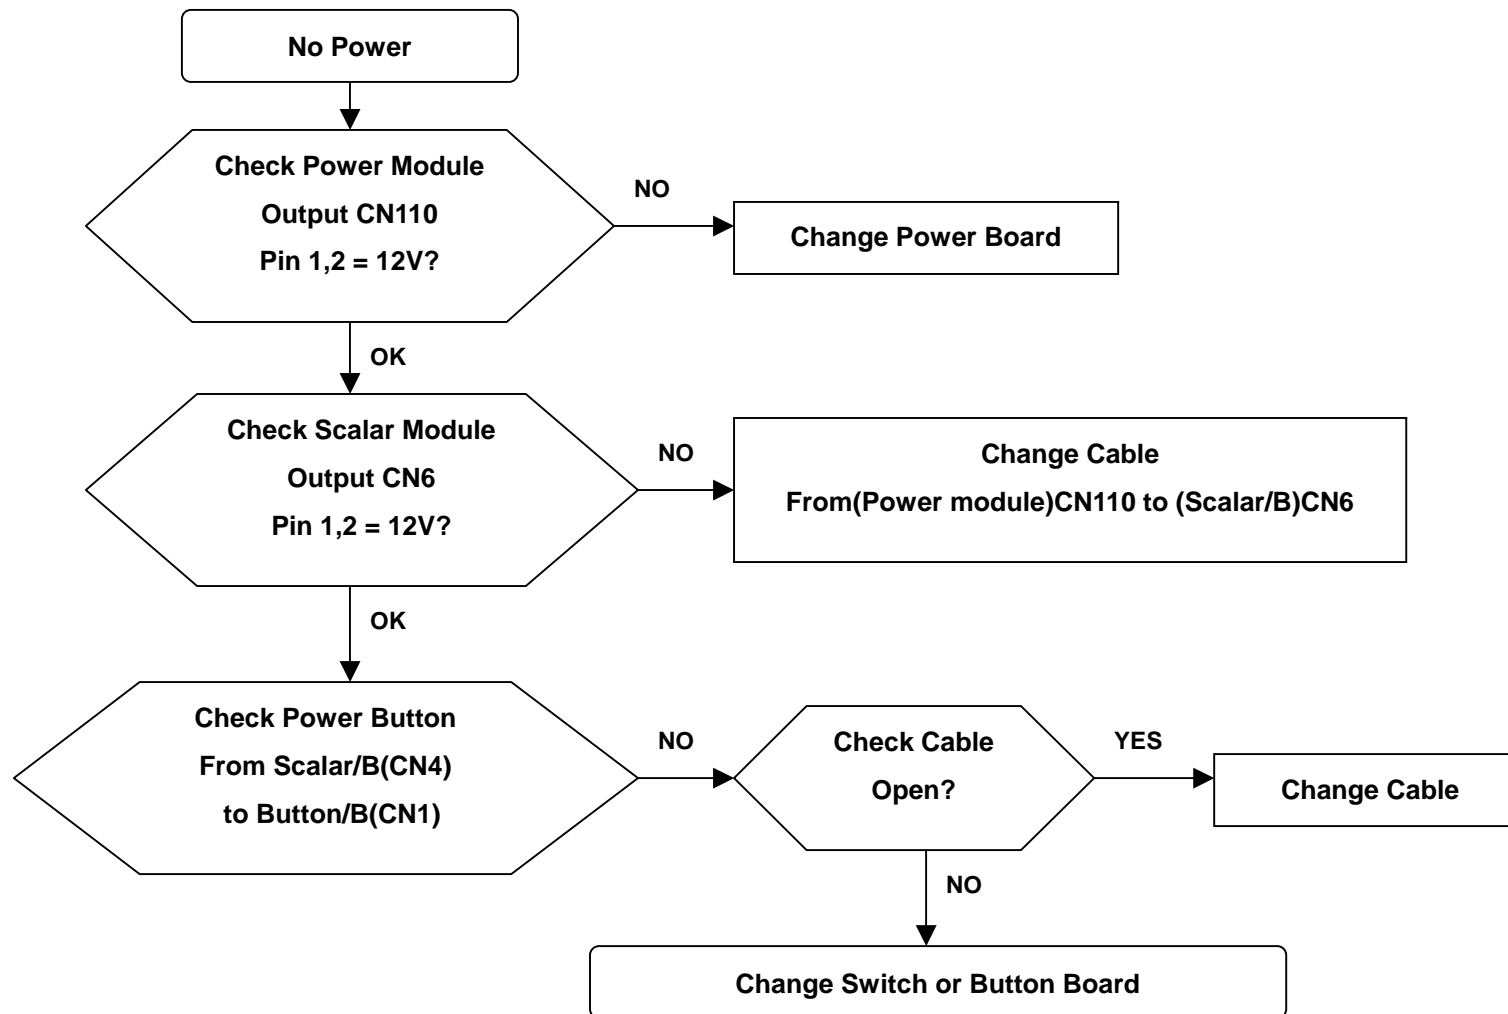 No Power
Check Power Module
Output CN110
Pin 1,2 = 12V?
NO
Change Power Board
OK
Check Scalar Module
Output CN6
Pin 1,2 = 12V?
NO
Change Cable
From(Power module)CN110 to (Scalar/B)CN6
OK
Check Power Button
From Scalar/B(CN4)
to Button/B(CN1)
NO
Check Cable
Open?
YES
Change Cable
NO
Change Switch or Button Board